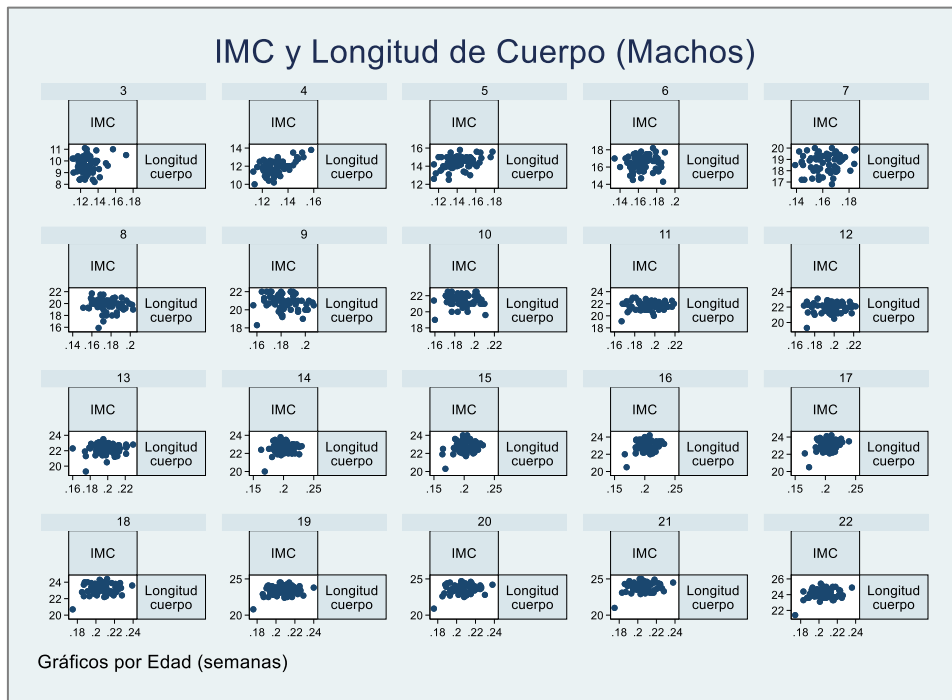 IMC y Longitud de Cuerpo (Machos)
3 4 5 6 7
IMC IMC IMC IMC IMC
11 10 9 8 Longitud cuerpo 14 12 10 Longitud cuerpo 16 14 12 Longitud cuerpo 18 16 14 Longitud cuerpo 20 19 18 17 Longitud cuerpo
.12 .14 .16 .18 .12 .14 .16 .12 .14 .16 .18 .14 .16 .18 .2 .14 .16 .18
8 9 10 11 12
IMC IMC IMC IMC IMC
22 20 18 16 Longitud cuerpo 22 20 18 Longitud cuerpo 22 20 18 Longitud cuerpo 24 22 20 18 Longitud cuerpo 24 22 20 Longitud cuerpo
.14 .16 .18 .2 .16 .18 .2 .16 .18 .2 .22 .16 .18 .2 .22 .16 .18 .2 .22
13 14 15 16 17
IMC IMC IMC IMC IMC
24 22 20 Longitud cuerpo 24 22 20 Longitud cuerpo 24 22 20 Longitud cuerpo 24 22 20 Longitud cuerpo 24 22 20 Longitud cuerpo
.16 .18 .2 .22 .15 .2 .25 .15 .2 .25 .15 .2 .25 .15 .2 .25
18 19 20 21 22
IMC IMC IMC IMC IMC
24 22 20 Longitud cuerpo 25 20 Longitud cuerpo 25 20 Longitud cuerpo 25 20 Longitud cuerpo 26 24 22 Longitud cuerpo
.18 .2 .22 .24 .18 .2 .22 .24 .18 .2 .22 .24 .18 .2 .22 .24 .18 .2 .22 .24
Gráficos por Edad (semanas)